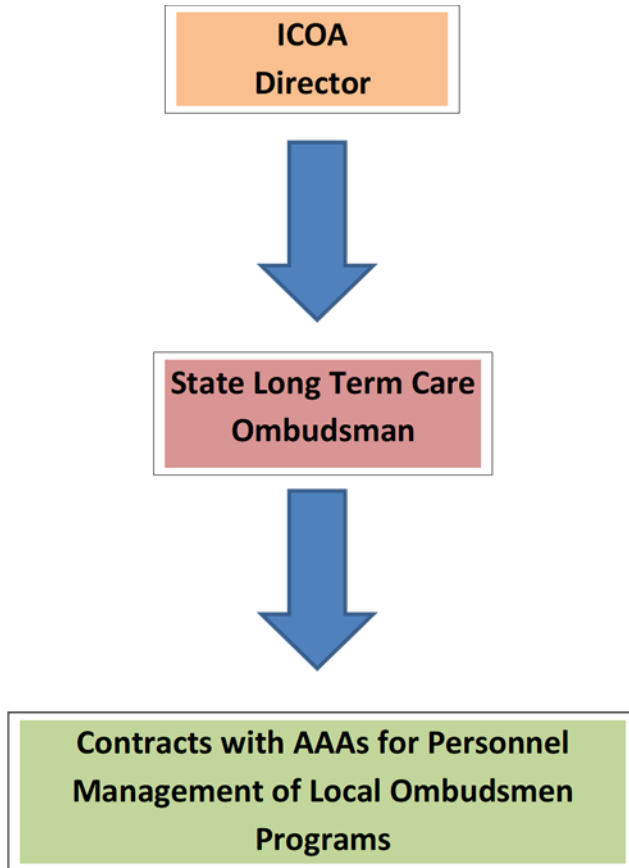 ICOA
Director
State Long Term Care
Ombudsman
Contracts with AAAs for Personnel
Management of Local Ombudsmen
Programs